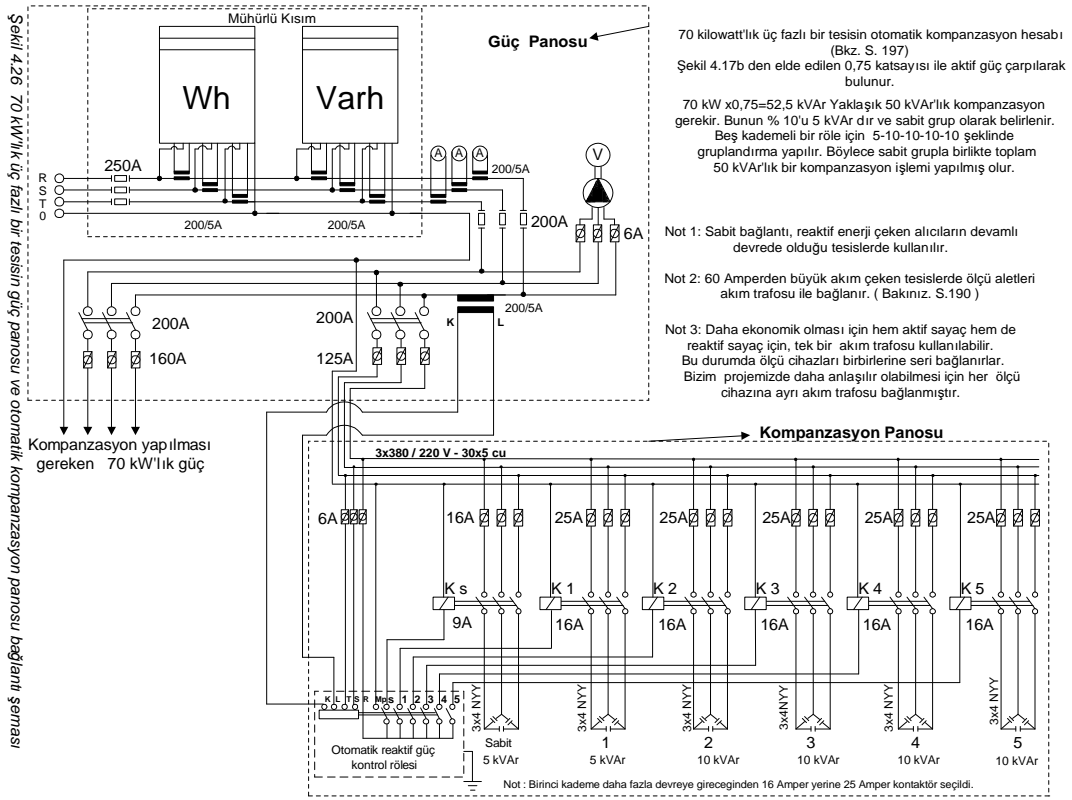 Şekil 4.26 70 kW'lık üç fazlı bir tesisin güç panosu ve otomatik kompanzasyon panosu bağlantı şeması
Mühürlü Kısım
Wh
Varh
Güç Panosu
250A
R
S
T
0
200/5A
200/5A
A
A
A
200/5A
V
200A
6A
200A
160A
200A
125A
K
L
200/5A
Kompanzasyon yapılması
gereken 70 kW'lık güç
70 kilowatt'lık üç fazlı bir tesisin otomatik kompanzasyon hesabı
(Bkz. S. 197)
Şekil 4.17b den elde edilen 0,75 katsayısı ile aktif güç çarpılarak
bulunur.
70 kW x0,75=52,5 kVAr Yaklaşık 50 kVAr'lık kompanzasyon
gerekir. Bunun % 10'u 5 kVAr dır ve sabit grup olarak belirlenir.
Beş kademeli bir röle için 5-10-10-10-10 şeklinde
gruplandırma yapılır. Böylece sabit grupla birlikte toplam
50 kVAr'lık bir kompanzasyon işlemi yapılmış olur.
Not 1: Sabit bağlantı, reaktif enerji çeken alıcıların devamlı
devrede olduğu tesislerde kullanılır.
Not 2: 60 Amperden büyük akım çeken tesislerde ölçü aletleri
akım trafosu ile bağlanır. ( Bakınız. S.190 )
Not 3: Daha ekonomik olması için hem aktif sayaç hem de
reaktif sayaç için, tek bir akım trafosu kullanılabilir.
Bu durumda ölçü cihazları birbirlerine seri bağlanırlar.
Bizim projemizde daha anlaşılır olabilmesi için her ölçü
cihazına ayrı akım trafosu bağlanmıştır.
Kompanzasyon Panosu
3x380 / 220 V - 30x5 cu
6A
16A
25A
25A
25A
25A
25A
K s
K 1
K 2
K 3
K 4
K 5
9A
16A
16A
16A
16A
16A
K L T S R Mp s 1 2 3 4 5
Otomatik reaktif güç
kontrol rölesi
3x4 NYY
3x4 NYY
3x4 NYY
3x4 NYY
3x4 NYY
3x4 NYY
Sabit
5 kVAr
1
5 kVAr
2
10 kVAr
3
10 kVAr
4
10 kVAr
5
10 kVAr
Not : Birinci kademe daha fazla devreye gireceginden 16 Amper yerine 25 Amper kontaktör seçildi.